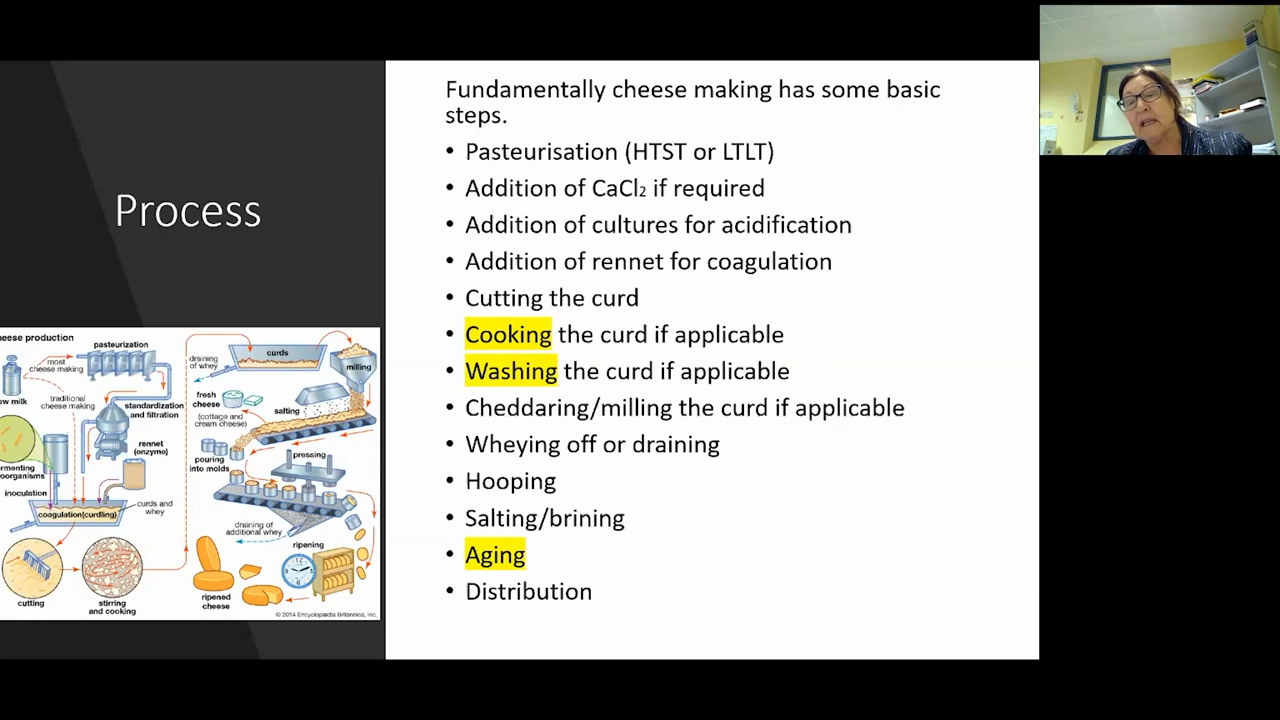 Process
Fundamentally cheese making has some basic
steps.
• Pasteurisation (HTST or LTLT)
• Addition of CaCl₂ if required
• Addition of cultures for acidification
• Addition of rennet for coagulation
• Cutting the curd
• Cooking the curd if applicable
• Washing the curd if applicable
• Cheddaring/milling the curd if applicable
• Wheying off or draining
• Hooping
• Salting/brining
• Aging
• Distribution
eese production
pasteurization
most
cheese making
w milk
traditional
cheese making
standardization
and filtration
rennet
(enzyme)
rmenting
oorganisms
inoculation
coagulation(curdling)
curds and
whey
cutting
stirring
and cooking
draining
of whey
curds
milling
fresh
cheese
(cottage and
cream cheese)
salting
pouring
into molds
pressing
draining of
additional whey
ripening
ripened
cheese
© 2014 Encyclopædia Britannica, Inc.